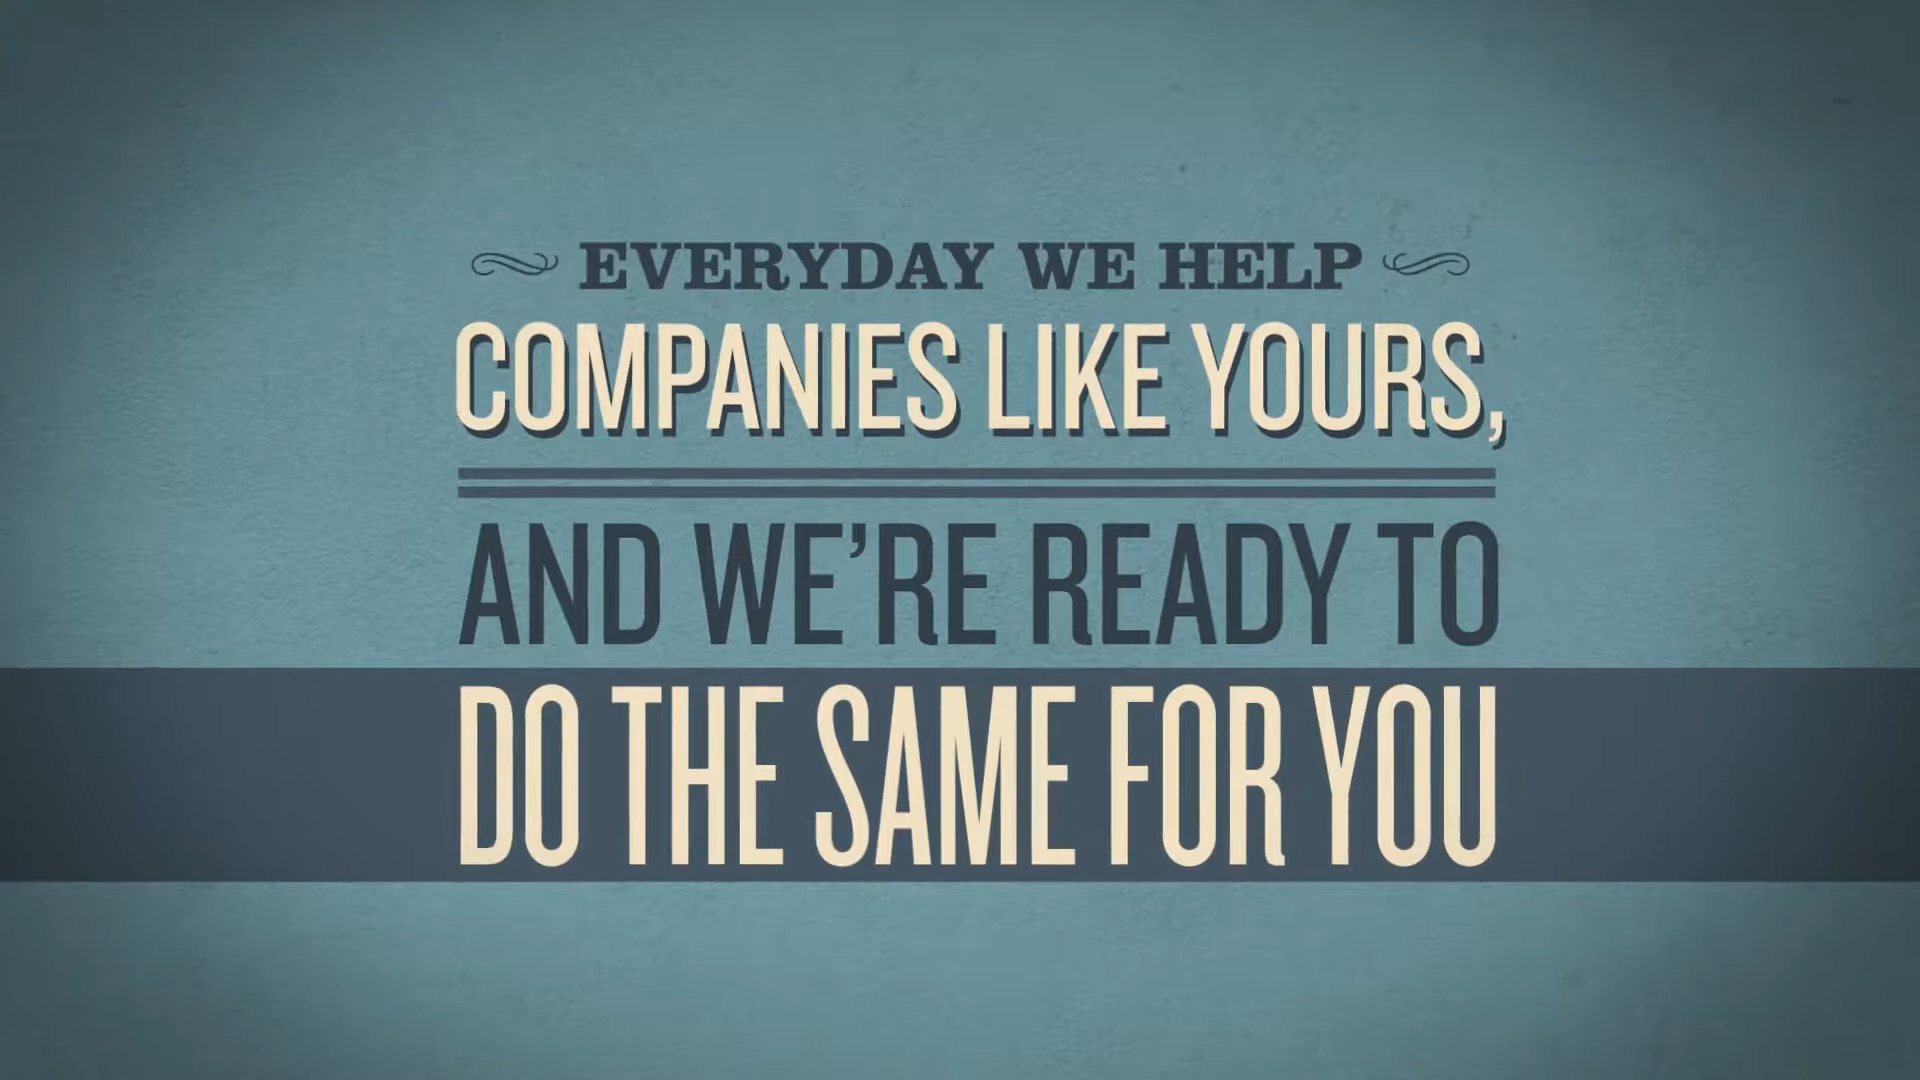 EVERYDAY WE HELP
COMPANIES LIKE YOURS,
AND WE’RE READY TO
DO THE SAME FOR YOU